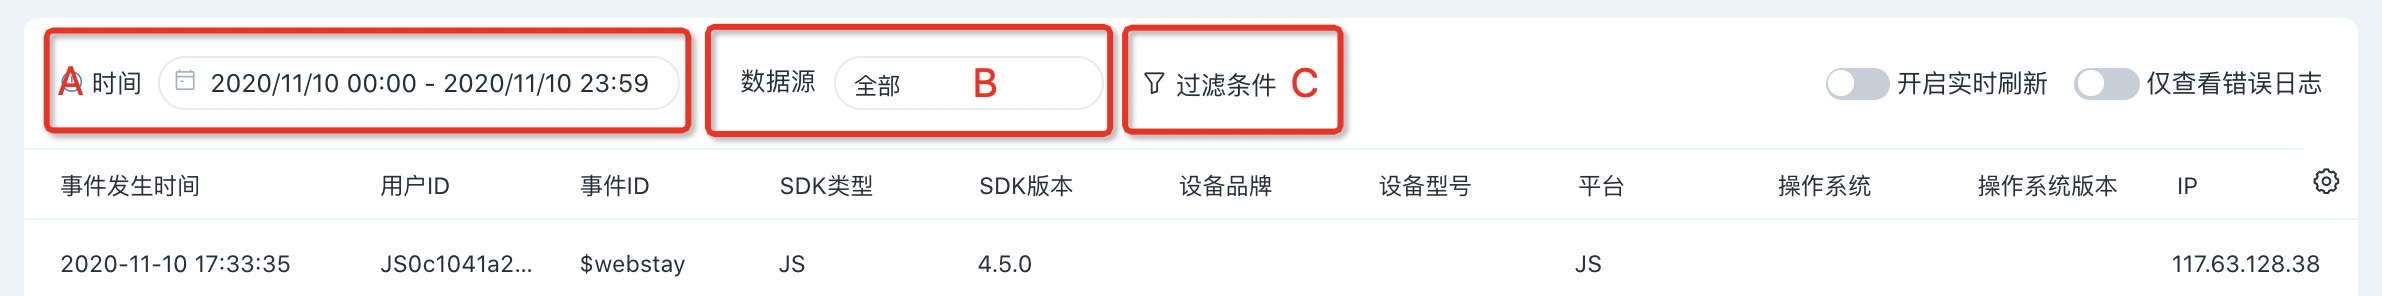 A 时间 2020/11/10 00:00 - 2020/11/10 23:59 数据源 全部 B 过滤条件 C 开启实时刷新 仅查看错误日志
事件发生时间 用户ID 事件ID SDK类型 SDK版本 设备品牌 设备型号 平台 操作系统 操作系统版本 IP
2020-11-10 17:33:35 JS0c1041a2... $webstay JS 4.5.0 JS 117.63.128.38